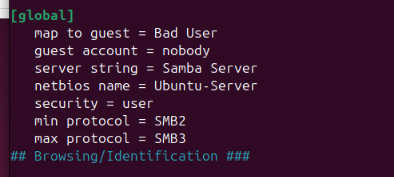 [global]
map to guest = Bad User
guest account = nobody
server string = Samba Server
netbios name = Ubuntu-Server
security = user
min protocol = SMB2
max protocol = SMB3
## Browsing/Identification ###